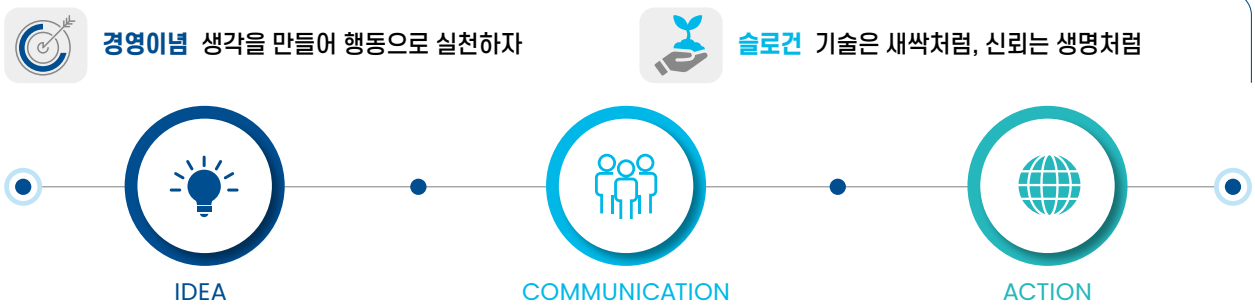 경영이념 생각을 만들어 행동으로 실천하자
슬로건 기술은 새싹처럼, 신뢰는 생명처럼
IDEA
COMMUNICATION
ACTION